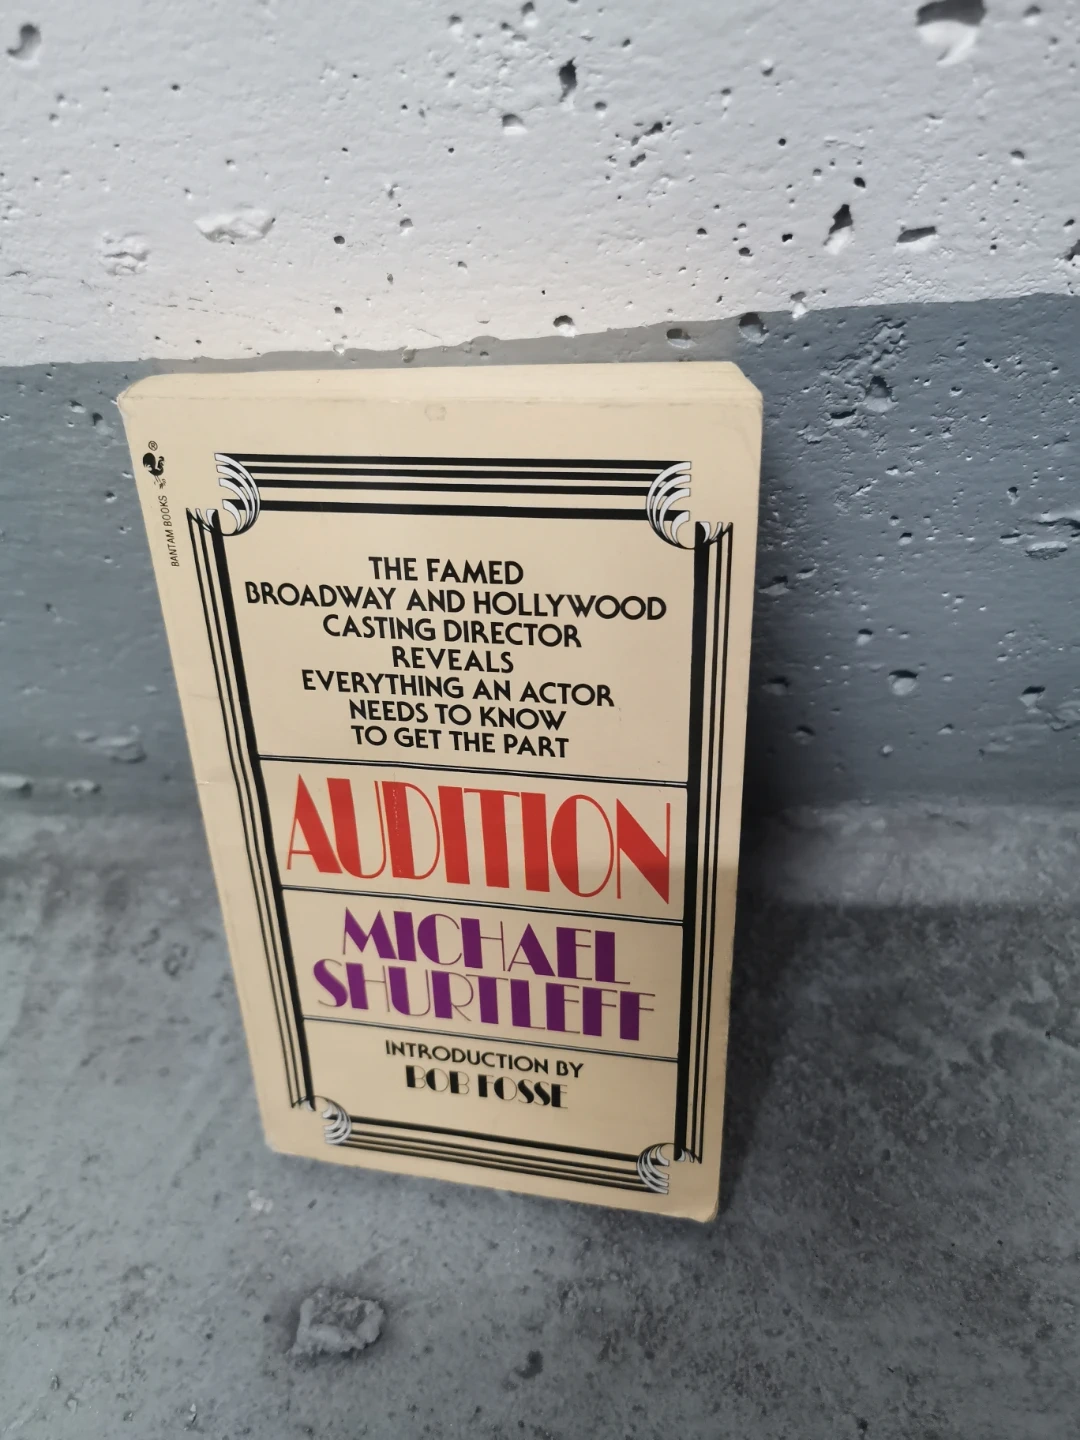 BANTAM BOOKS
®
THE FAMED
BROADWAY AND HOLLYWOOD
CASTING DIRECTOR
REVEALS
EVERYTHING AN ACTOR
NEEDS TO KNOW
TO GET THE PART
AUDITION
MICHAEL
SHURTLEFF
INTRODUCTION BY
BOB FOSSE